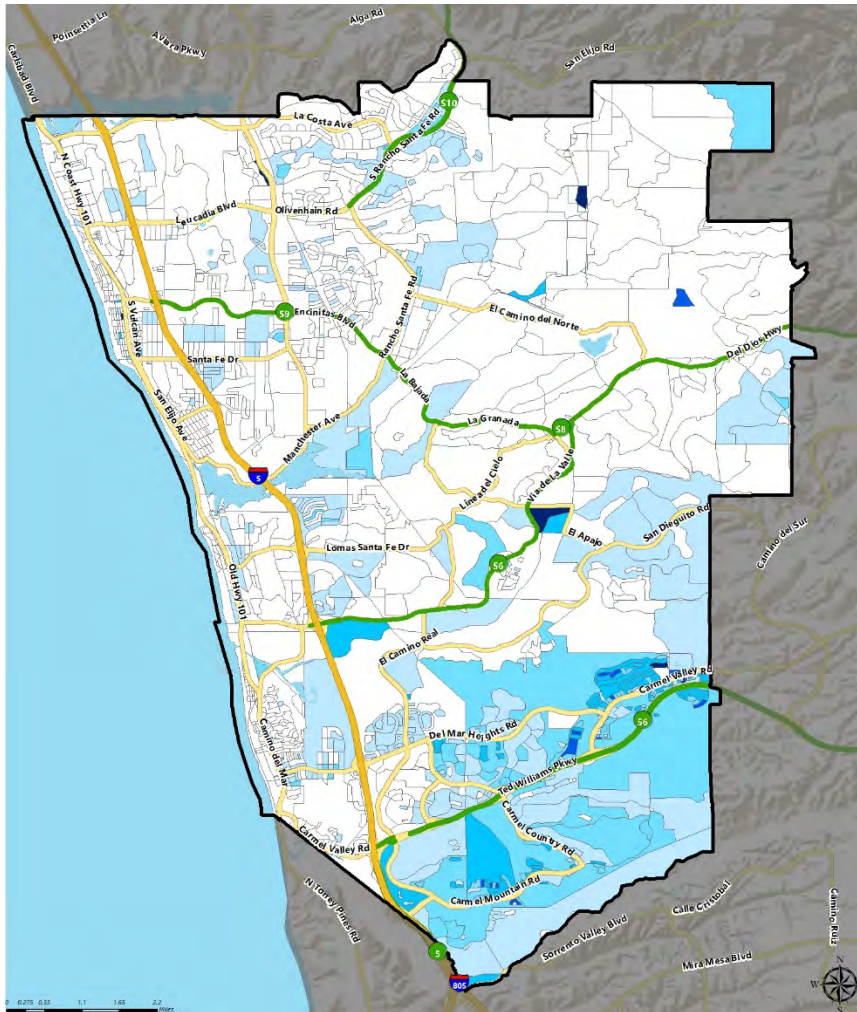 Poinsettia Ln
Alga Rd
Aviara Pkwy
San Elijo Rd
Carlsbad Blvd
S10
La Costa Ave
S Rancho Santa Fe Rd
N Coast Hwy 101
Leucadia Blvd
Olivenhain Rd
Rancho Santa Fe Rd
S9
Encinitas Blvd
El Camino del Norte
S Vulcan Ave
Santa Fe Dr
La Bajada
Del Dios Hwy
San Elijo Ave
Manchester Ave
La Granada
S8
5
Linea del Cielo
Via de La Valle
San Dieguito Rd
El Apajo
Camino del Sur
Lomas Santa Fe Dr
S6
Old Hwy 101
El Camino Real
Carmel Valley Rd
56
Del Mar Heights Rd
Camino del Mar
Ted Williams Pkwy
Carmel Valley Rd
Carmel Country Rd
Carmel Mountain Rd
N Torrey Pines Rd
Calle Cristobal
Camino Ruiz
Sorrento Valley Blvd
5
Mira Mesa Blvd
805
N
W
0 0.275 0.55 1.1 1.65 2.2
Miles